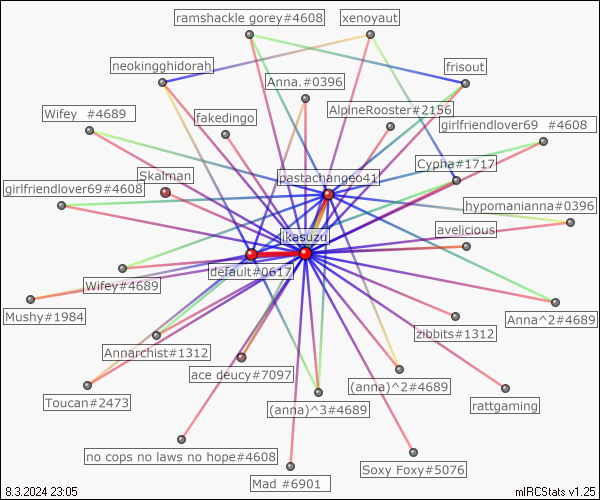 ramshackle gorey#4608
xenoyaut
neokingghidorah
frisout
Anna.#0396
AlpineRooster#2156
Wifey  #4689
fakedingo
girlfriendlover69  #4608
Cypha#1717
Skalman
pastachangeo41
girlfriendlover69#4608
hypomanianna#0396
ikasuzu
avelicious
default#0617
Wifey#4689
Mushy#1984
Anna^2#4689
zibbits#1312
Annarchist#1312
ace deucy#7097
(anna)^2#4689
Toucan#2473
(anna)^3#4689
rattgaming
no cops no laws no hope#4608
Soxy Foxy#5076
Mad #6901
8.3.2024 23:05
mIRCStats v1.25